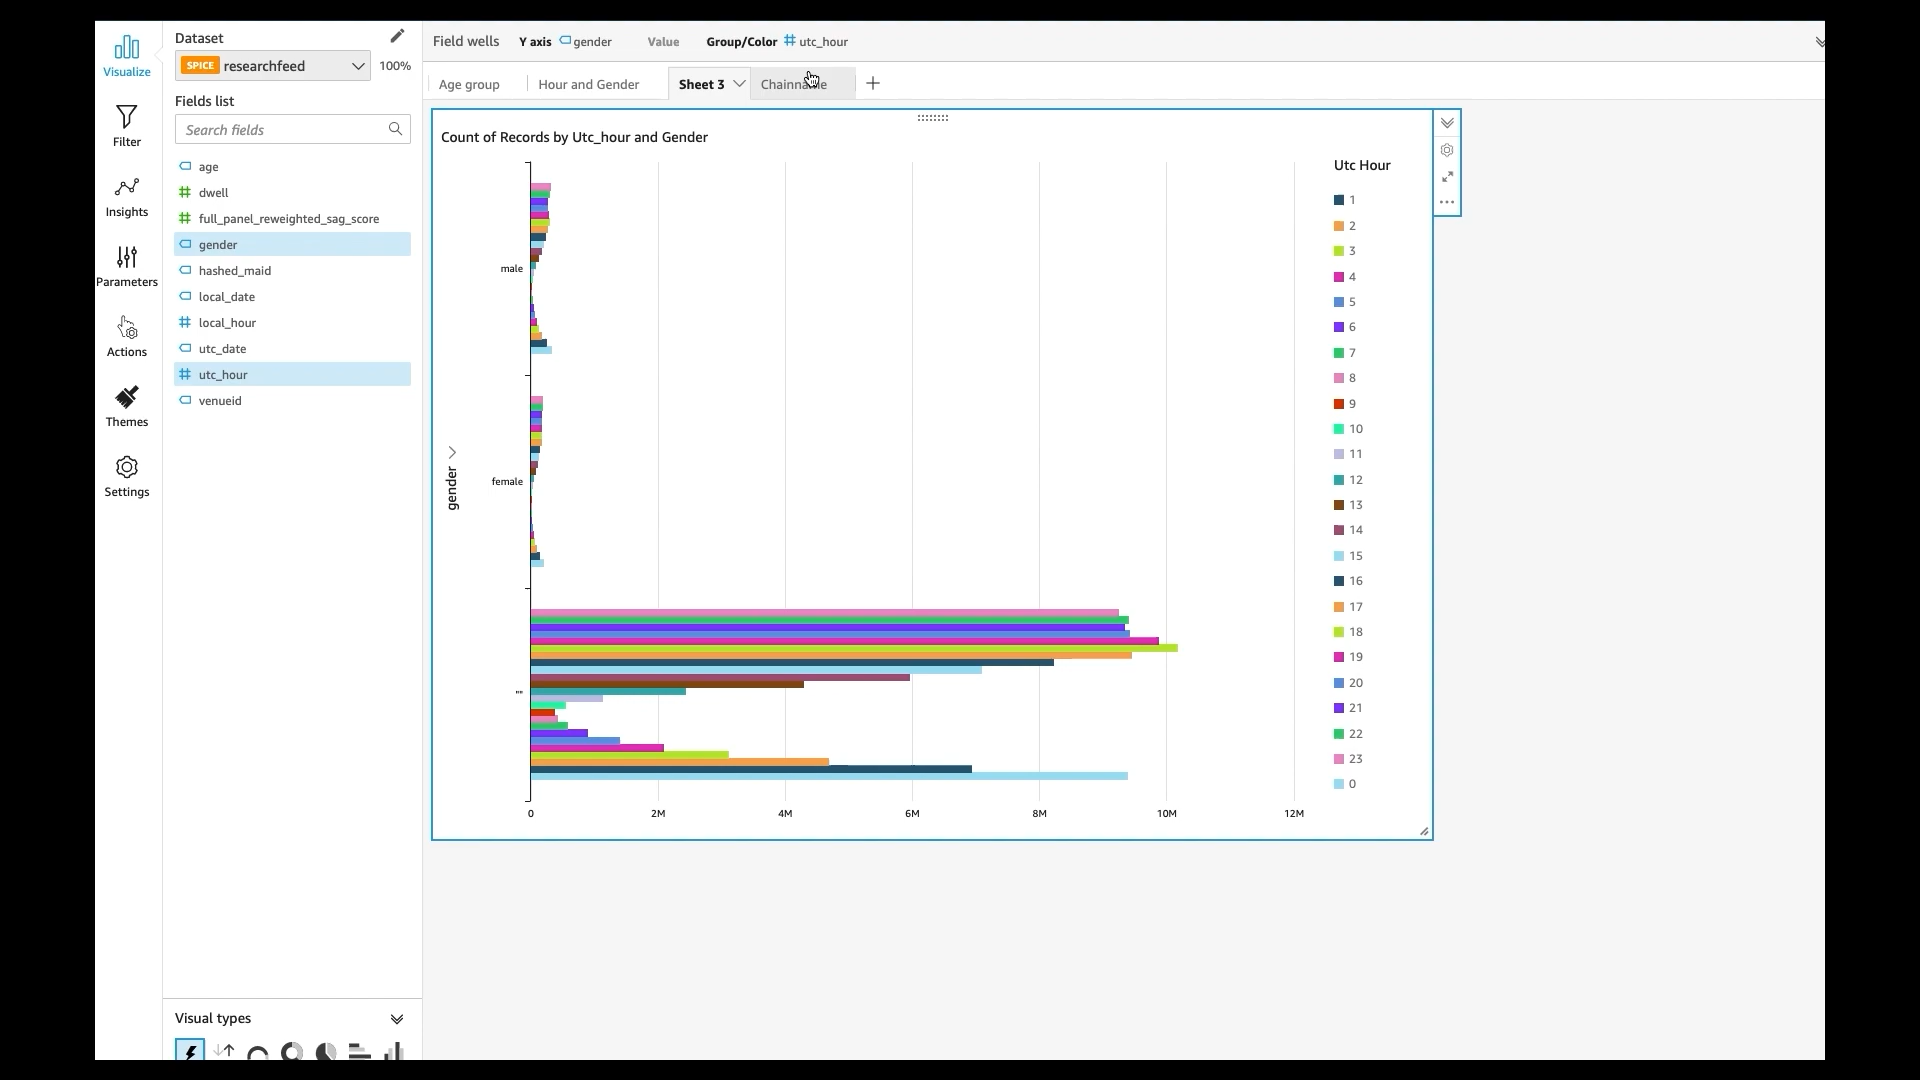 Visualize
Filter
Insights
Parameters
Actions
Themes
Settings
Dataset
SPICE researchfeed 100%
Fields list
Search fields
age
dwell
full_panel_reweighted_sag_score
gender
hashed_maid
local_date
local_hour
utc_date
utc_hour
venueid
Visual types
Field wells Y axis gender Value Group/Color utc_hour
Age group Hour and Gender Sheet 3
Count of Records by Utc_hour and Gender
gender
male
female
""
0 2M 4M 6M 8M 10M 12M
Utc Hour
1
2
3
4
5
6
7
8
9
10
11
12
13
14
15
16
17
18
19
20
21
22
23
0